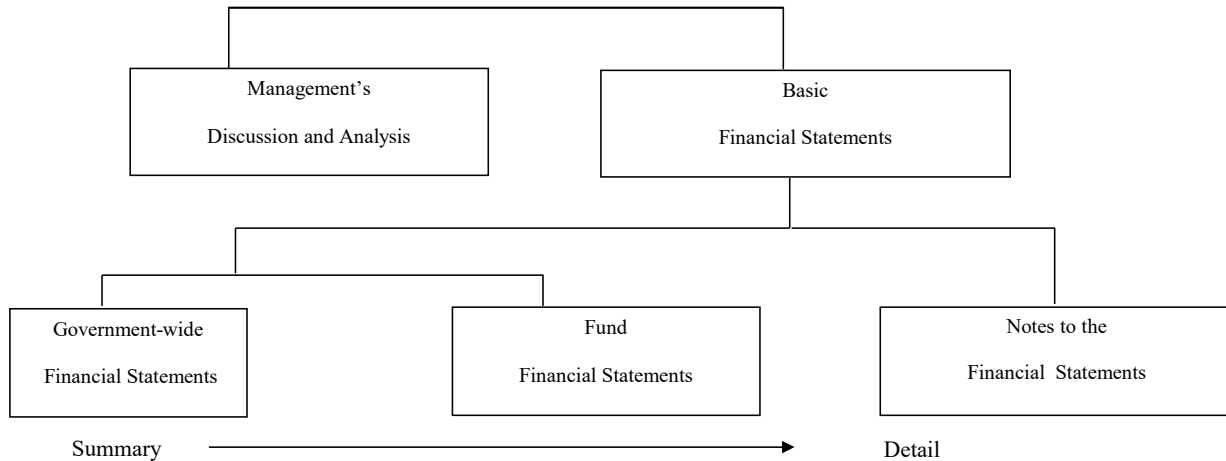 Management’s
Discussion and Analysis
Basic
Financial Statements
Government-wide
Financial Statements
Fund
Financial Statements
Notes to the
Financial Statements
Summary
Detail